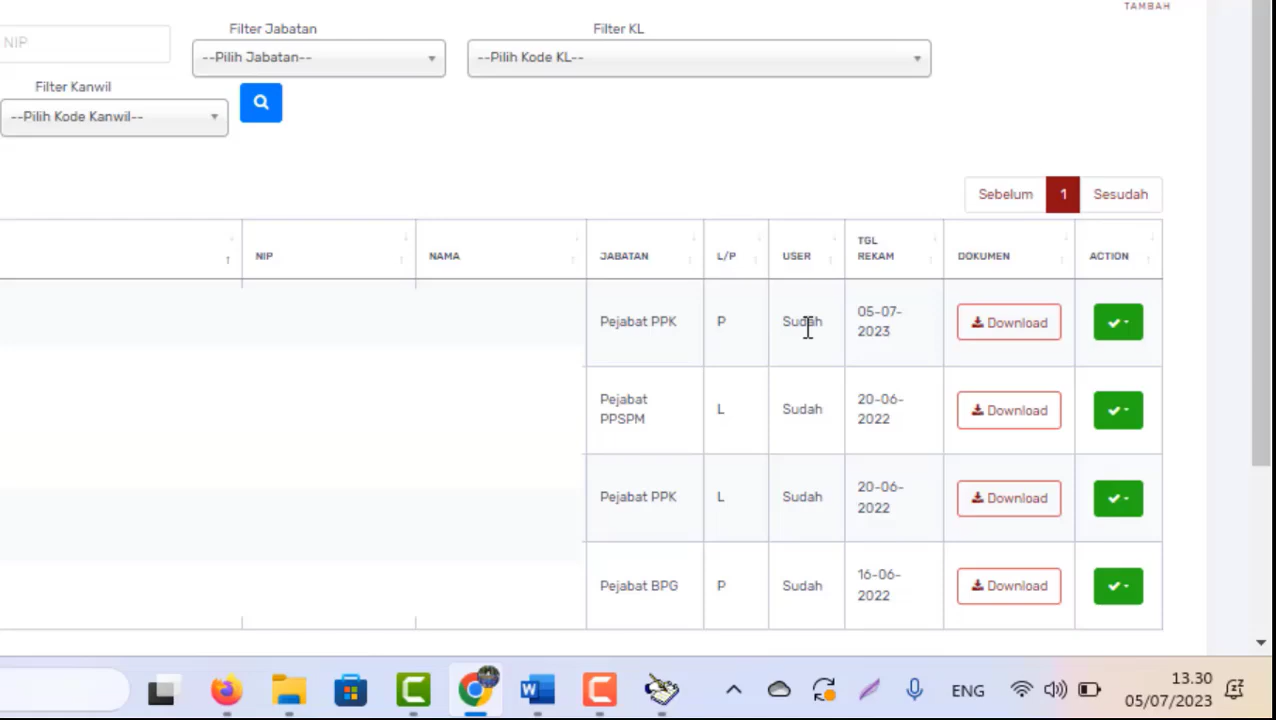 TAMBAH
Filter Jabatan
Filter KL
NIP
--Pilih Jabatan--
--Pilih Kode KL--
Filter Kanwil
--Pilih Kode Kanwil--
Sebelum 1 Sesudah
NIP NAMA JABATAN L/P USER TGL REKAM DOKUMEN ACTION
Pejabat PPK P Sudah 05-07-2023 Download
Pejabat PPSPM L Sudah 20-06-2022 Download
Pejabat PPK L Sudah 20-06-2022 Download
Pejabat BPG P Sudah 16-06-2022 Download
ENG
13.30
05/07/2023